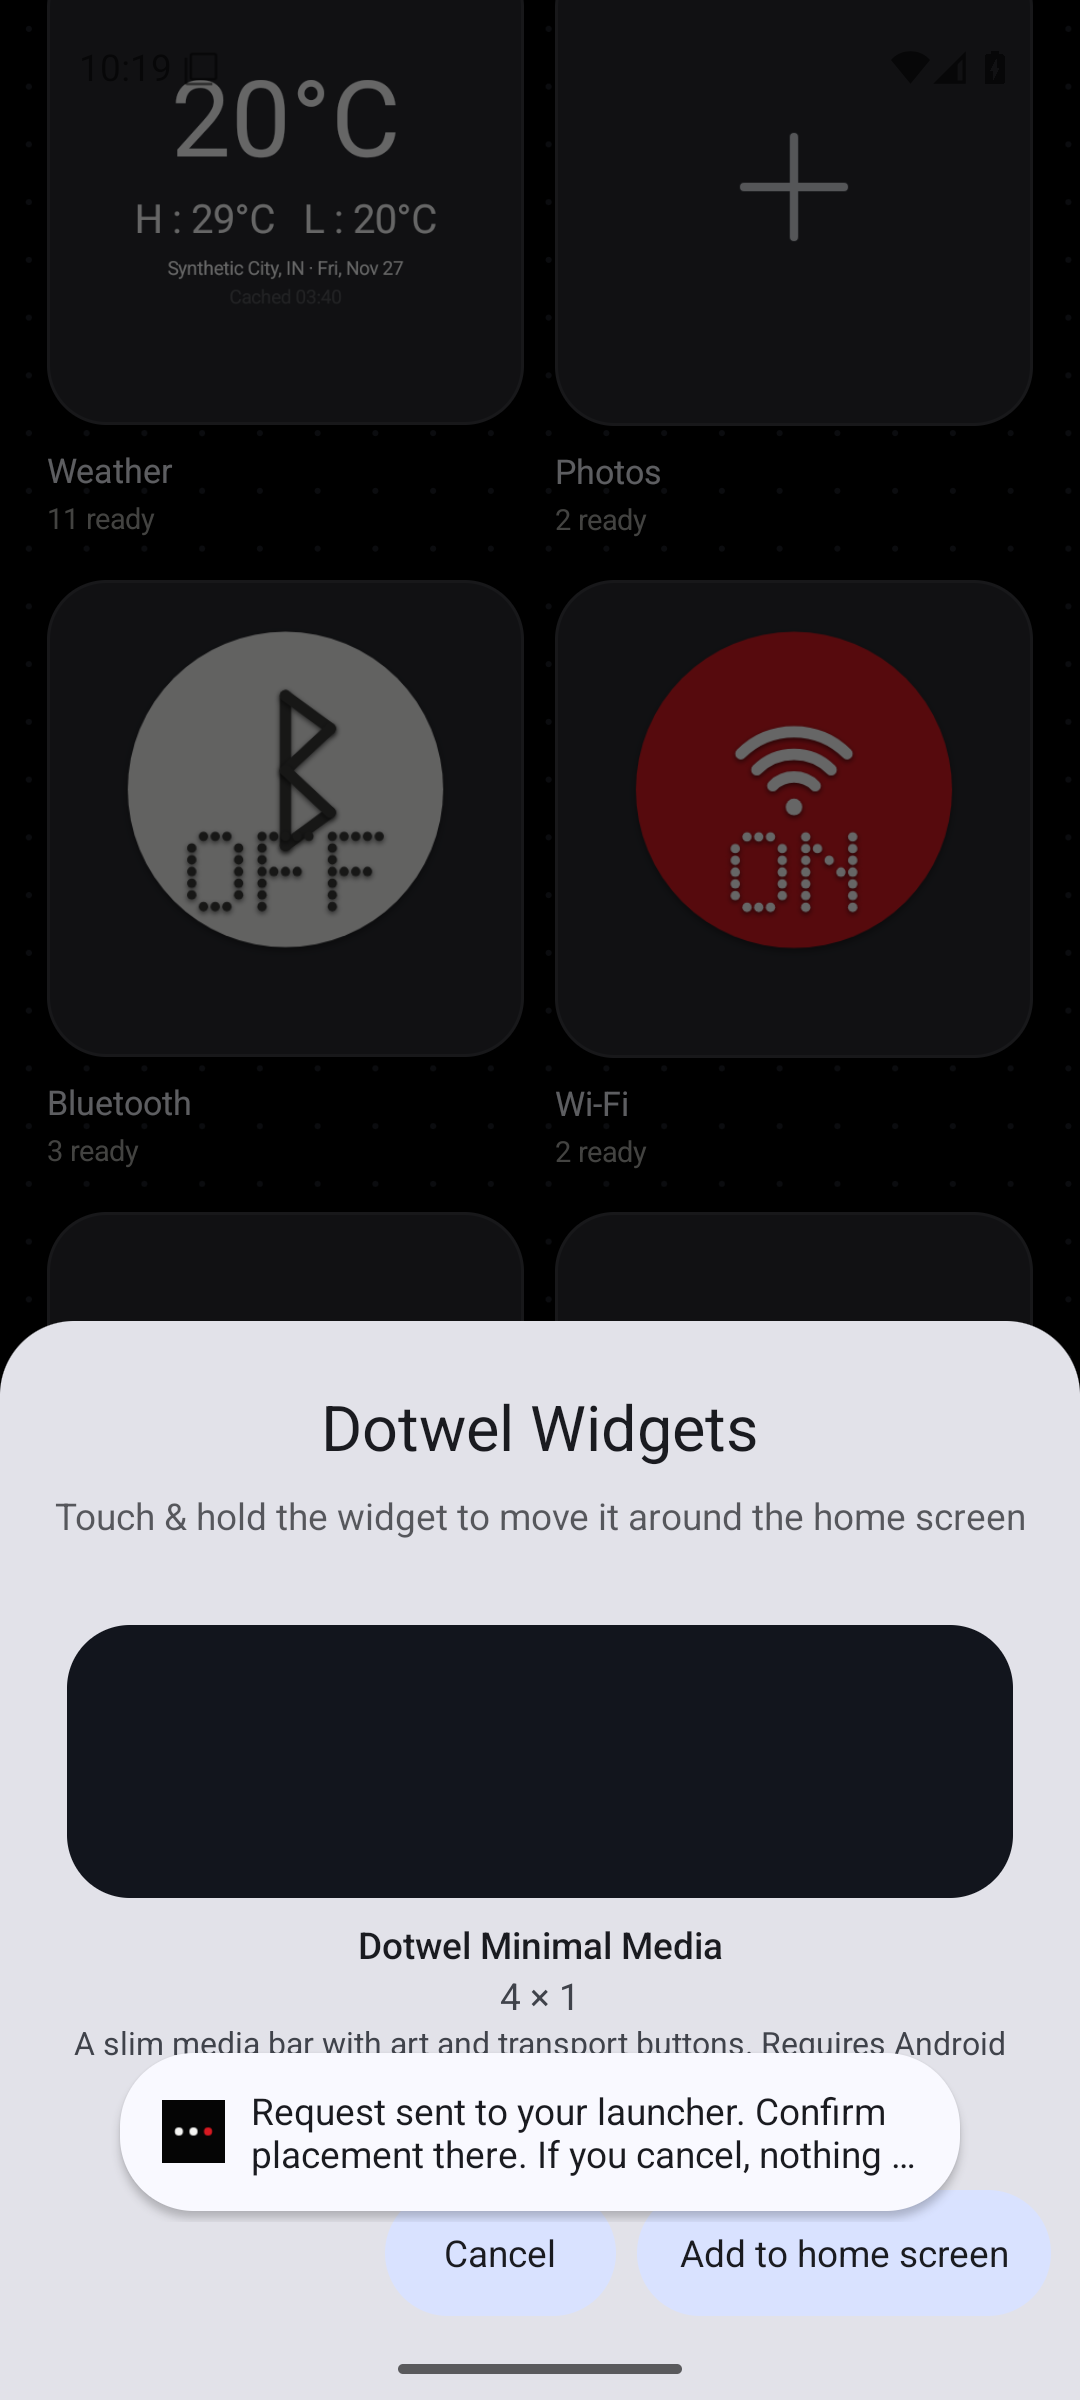 10:19
20°C
H : 29°C L : 20°C
Synthetic City, IN · Fri, Nov 27
Cached 03:40
Weather
11 ready
Photos
2 ready
OFF
ON
Bluetooth
3 ready
Wi-Fi
2 ready
Dotwel Widgets
Touch & hold the widget to move it around the home screen
Dotwel Minimal Media
4 × 1
A slim media bar with art and transport buttons. Requires Android
Request sent to your launcher. Confirm
placement there. If you cancel, nothing ...
Cancel
Add to home screen